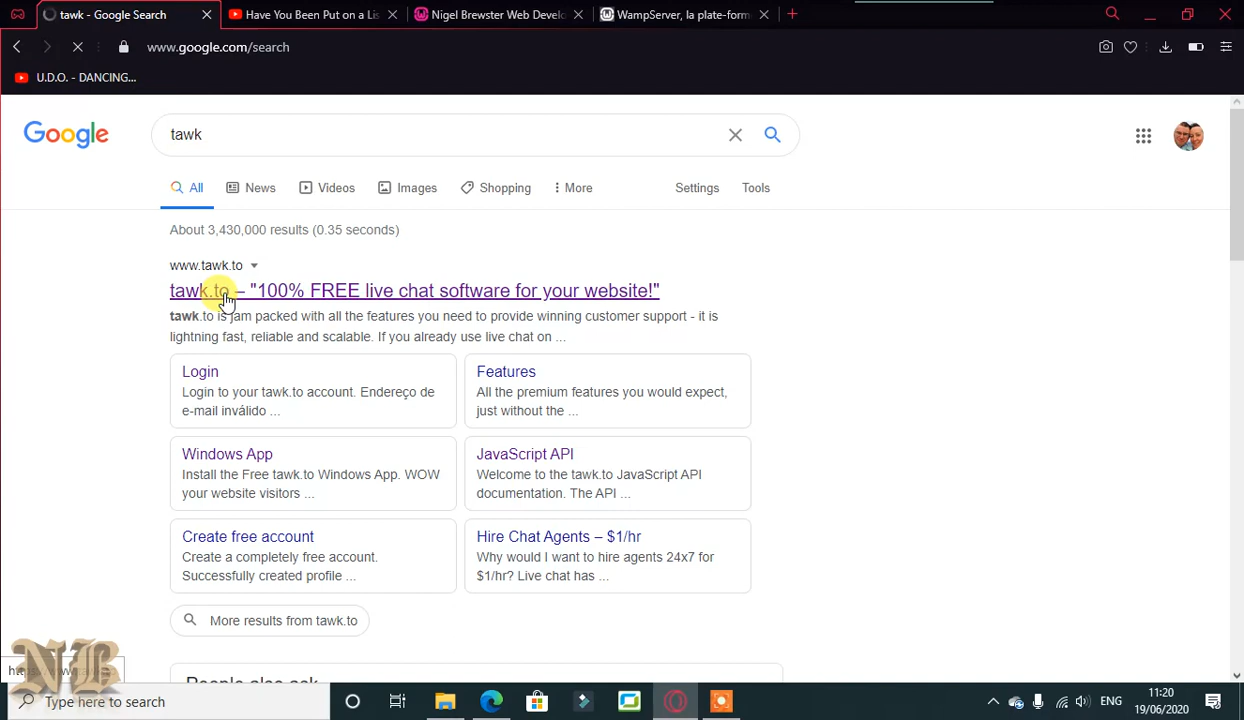 tawk - Google Search
Have You Been Put on a Lis
Nigel Brewster Web Develo
WampServer, la plate-form
www.google.com/search
U.D.O. - DANCING...
Google
tawk
All News Videos Images Shopping More Settings Tools
About 3,430,000 results (0.35 seconds)
www.tawk.to
tawk.to – "100% FREE live chat software for your website!"
tawk.to is jam packed with all the features you need to provide winning customer support - it is
lightning fast, reliable and scalable. If you already use live chat on ...
Login
Login to your tawk.to account. Endereço de
e-mail inválido ...
Features
All the premium features you would expect,
just without the ...
Windows App
Install the Free tawk.to Windows App. WOW
your website visitors ...
JavaScript API
Welcome to the tawk.to JavaScript API
documentation. The API ...
Create free account
Create a completely free account.
Successfully created profile ...
Hire Chat Agents – $1/hr
Why would I want to hire agents 24x7 for
$1/hr? Live chat has ...
More results from tawk.to
People also ask
NB
Type here to search
ENG
11:20
19/06/2020